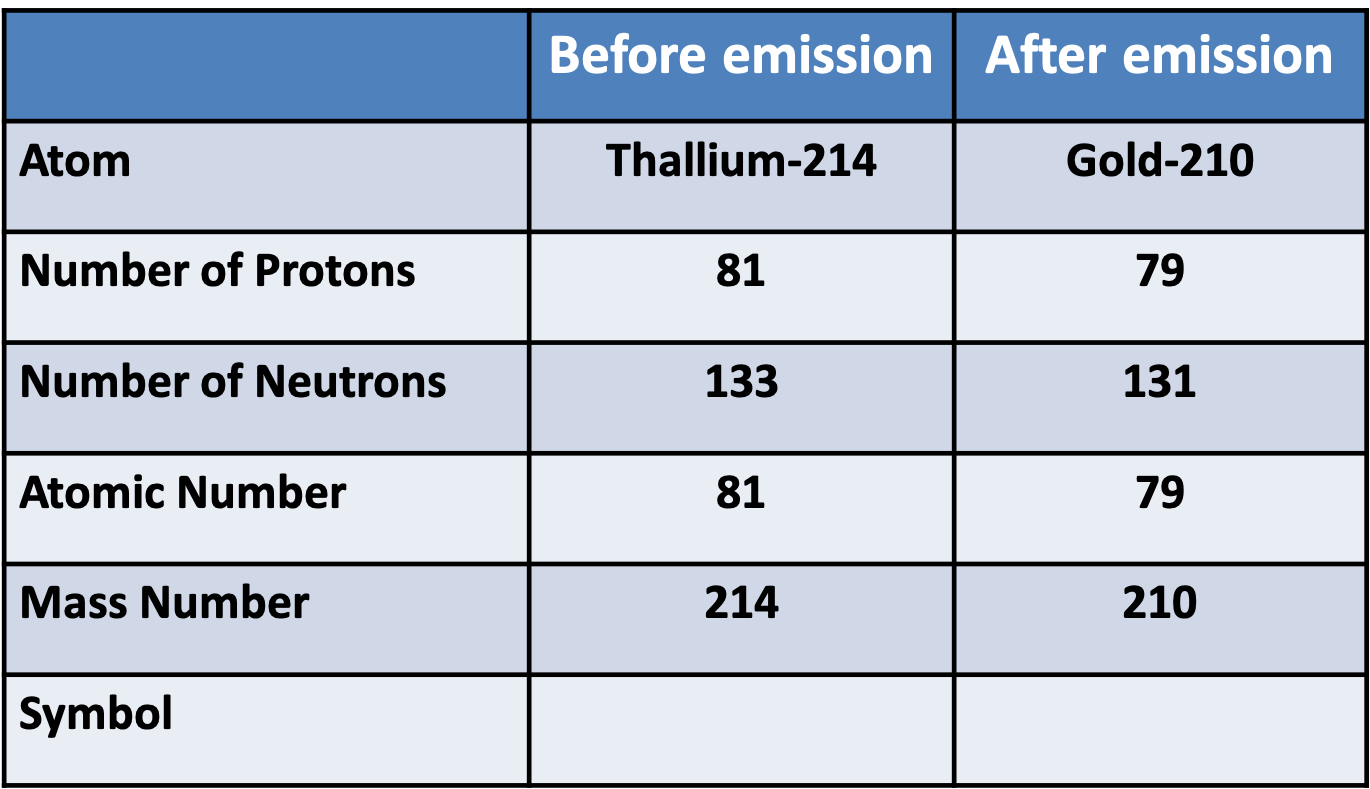 Before emission After emission
Atom Thallium-214 Gold-210
Number of Protons 81 79
Number of Neutrons 133 131
Atomic Number 81 79
Mass Number 214 210
Symbol